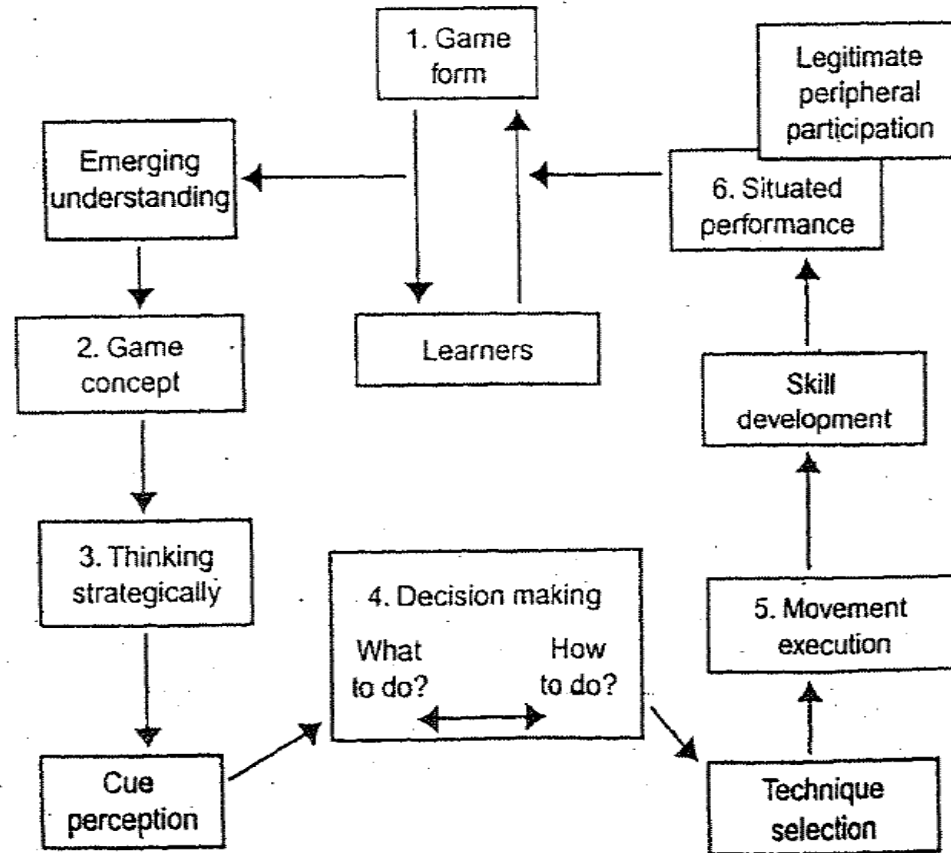 1. Game
form
Legitimate
peripheral
participation
Emerging
understanding
6. Situated
performance
2. Game
concept
Learners
Skill
development
3. Thinking
strategically
4. Decision making
What
to do?
How
to do?
5. Movement
execution
Cue
perception
Technique
selection